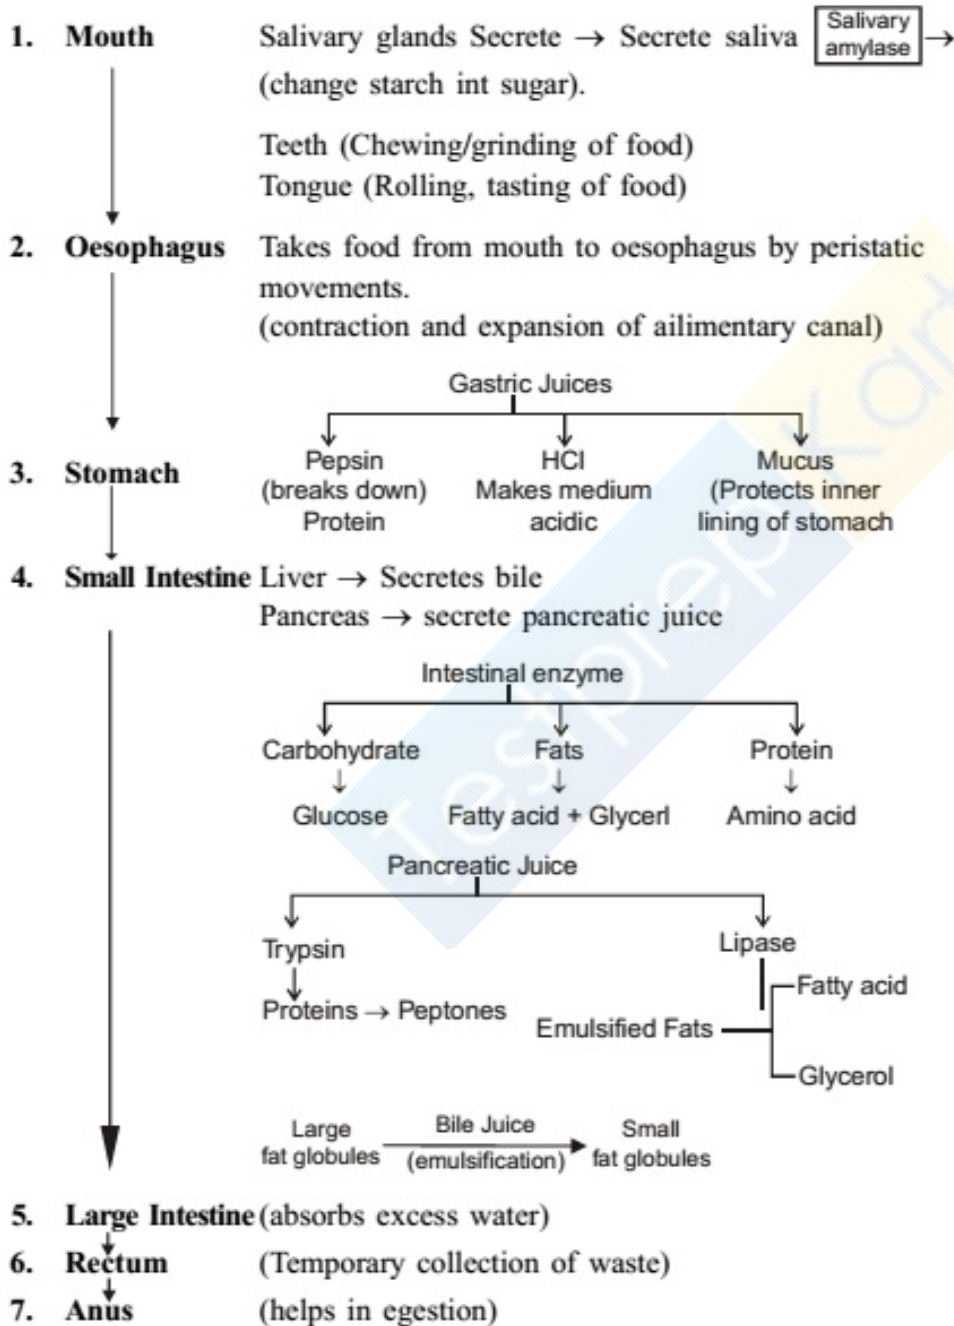 1. Mouth Salivary glands Secrete → Secrete saliva Salivary amylase →
(change starch int sugar).
Teeth (Chewing/grinding of food)
Tongue (Rolling, tasting of food)
2. Oesophagus Takes food from mouth to oesophagus by peristatic
movements.
(contraction and expansion of ailimentary canal)
Gastric Juices
3. Stomach
Pepsin HCl Mucus
(breaks down) Makes medium (Protects inner
Protein acidic lining of stomach
4. Small Intestine Liver → Secretes bile
Pancreas → secrete pancreatic juice
Intestinal enzyme
Carbohydrate Fats Protein
↓ ↓ ↓
Glucose Fatty acid + Glycerl Amino acid
Pancreatic Juice
Trypsin Lipase
Proteins → Peptones
Fatty acid
Emulsified Fats
Glycerol
Large Bile Juice Small
fat globules (emulsification) fat globules
5. Large Intestine (absorbs excess water)
6. Rectum (Temporary collection of waste)
7. Anus (helps in egestion)
Testprep Kart